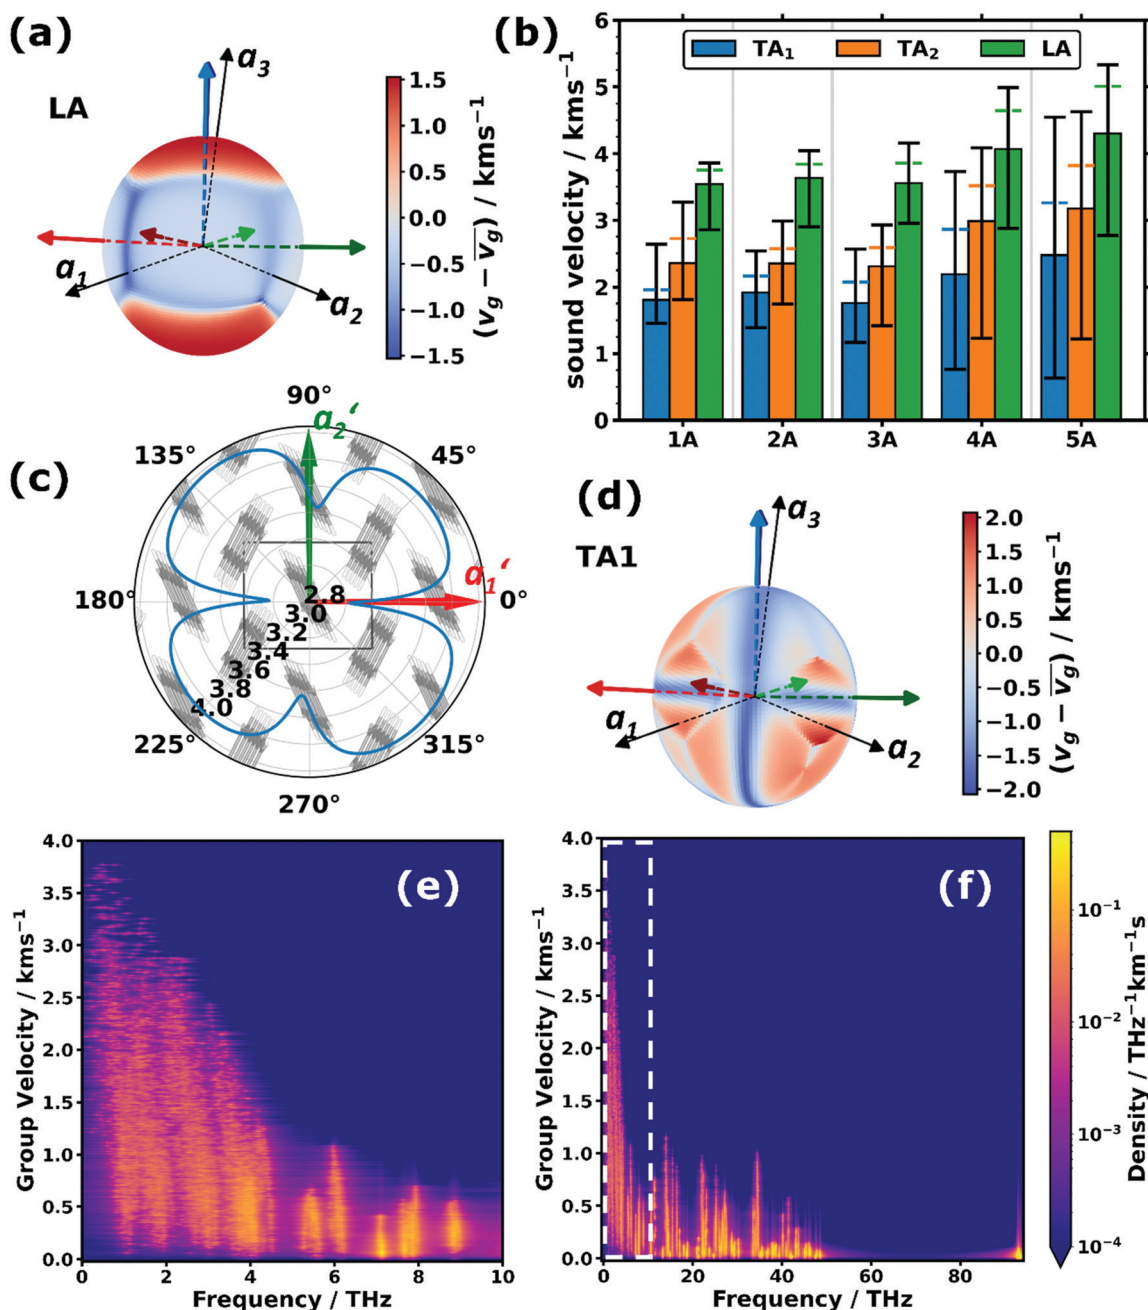 (a)
LA
a3
a1
a2
1.5
1.0
0.5
0.0
−0.5
−1.0
−1.5
(vg − vg) / kms−1
(b)
sound velocity / kms−1
6
5
4
3
2
1
0
TA1 TA2 LA
1A 2A 3A 4A 5A
(c)
90°
a2‘
135° 45°
180° a1‘ 0°
2.8
3.0
3.2
3.4
3.6
3.8
4.0
225° 315°
270°
(d)
TA1
a3
a1
a2
2.0
1.5
1.0
0.5
0.0
−0.5
−1.0
−1.5
−2.0
(vg − vg) / kms−1
(e)
Group Velocity / kms−1
4.0
3.5
3.0
2.5
2.0
1.5
1.0
0.5
0.0
0 2 4 6 8 10
Frequency / THz
(f)
Group Velocity / kms−1
4.0
3.5
3.0
2.5
2.0
1.5
1.0
0.5
0.0
0 20 40 60 80
Frequency / THz
10−1
10−2
10−3
10−4
Density / THz−1km−1s